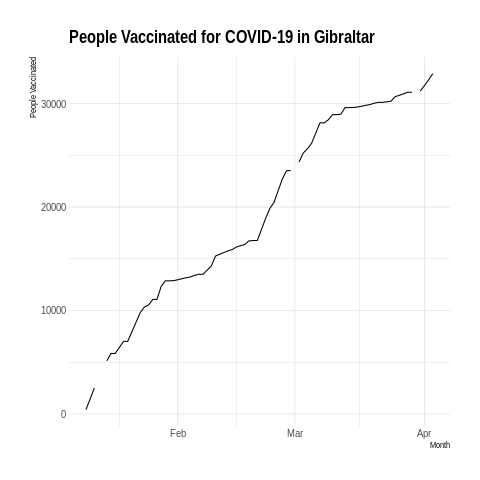 People Vaccinated for COVID-19 in Gibraltar
People Vaccinated
30000
20000
10000
0
Feb Mar Apr
Month